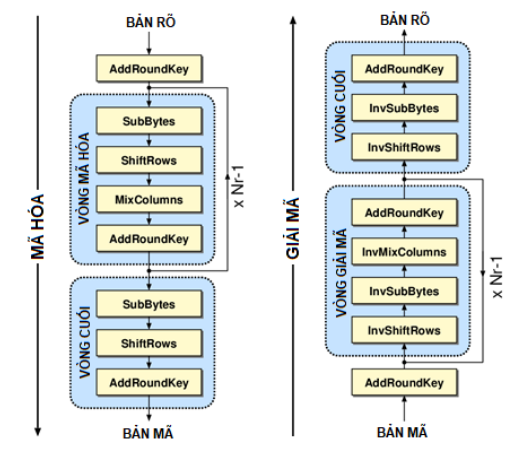 BẢN RÕ
AddRoundKey
SubBytes
ShiftRows
MixColumns
AddRoundKey
VÒNG MÃ HÓA
x Nr-1
SubBytes
ShiftRows
AddRoundKey
VÒNG CUỐI
BẢN MÃ
MÃ HÓA
BẢN RÕ
AddRoundKey
InvSubBytes
InvShiftRows
VÒNG CUỐI
AddRoundKey
InvMixColumns
InvSubBytes
InvShiftRows
VÒNG GIẢI MÃ
x Nr-1
AddRoundKey
BẢN MÃ
GIẢI MÃ